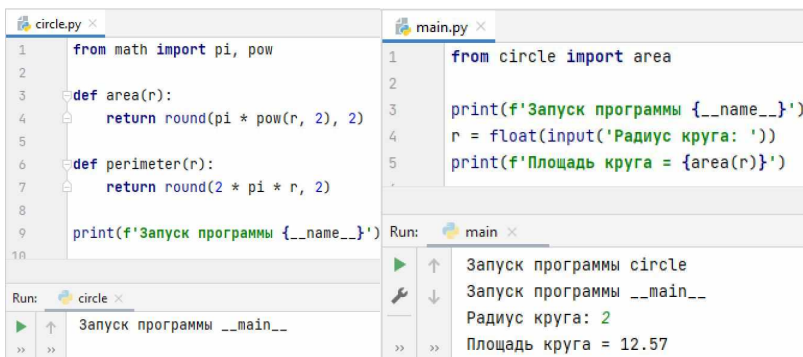 circle.py
1 from math import pi, pow
2
3 def area(r):
4     return round(pi * pow(r, 2), 2)
5
6 def perimeter(r):
7     return round(2 * pi * r, 2)
8
9 print(f'Запуск программы {__name__}')
10
Run: circle
Запуск программы __main__
main.py
1 from circle import area
2
3 print(f'Запуск программы {__name__}')
4 r = float(input('Радиус круга: '))
5 print(f'Площадь круга = {area(r)}')
Run: main
Запуск программы circle
Запуск программы __main__
Радиус круга: 2
Площадь круга = 12.57